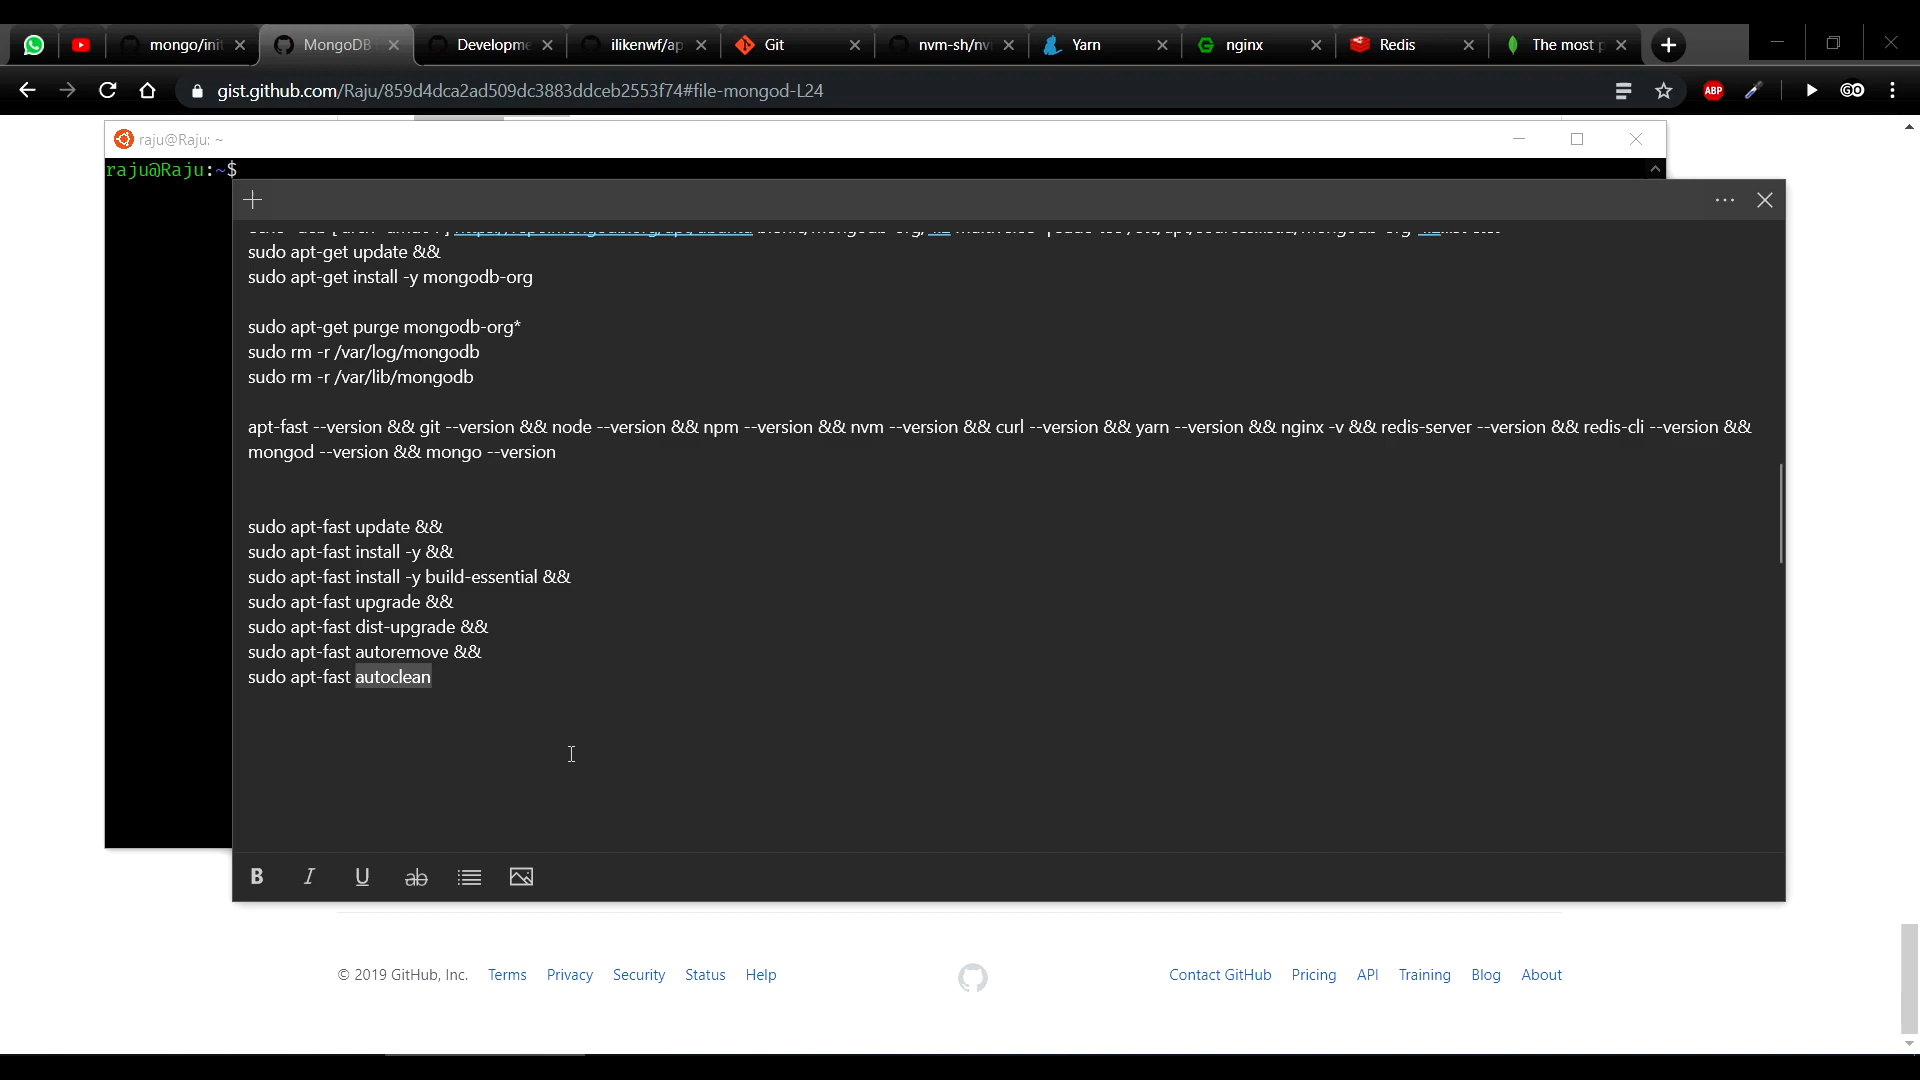 mongo/ini
MongoDB
Developme
ilikenwf/ap
Git
nvm-sh/nv
Yarn
nginx
Redis
The most p
gist.github.com/Raju/859d4dca2ad509dc3883ddceb2553f74#file-mongod-L24
ABP
GO
raju@Raju: ~
raju@Raju:~$
sudo apt-get update &&
sudo apt-get install -y mongodb-org
sudo apt-get purge mongodb-org*
sudo rm -r /var/log/mongodb
sudo rm -r /var/lib/mongodb
apt-fast --version && git --version && node --version && npm --version && nvm --version && curl --version && yarn --version && nginx -v && redis-server --version && redis-cli --version &&
mongod --version && mongo --version
sudo apt-fast update &&
sudo apt-fast install -y &&
sudo apt-fast install -y build-essential &&
sudo apt-fast upgrade &&
sudo apt-fast dist-upgrade &&
sudo apt-fast autoremove &&
sudo apt-fast autoclean
B I U ab
© 2019 GitHub, Inc. Terms Privacy Security Status Help Contact GitHub Pricing API Training Blog About